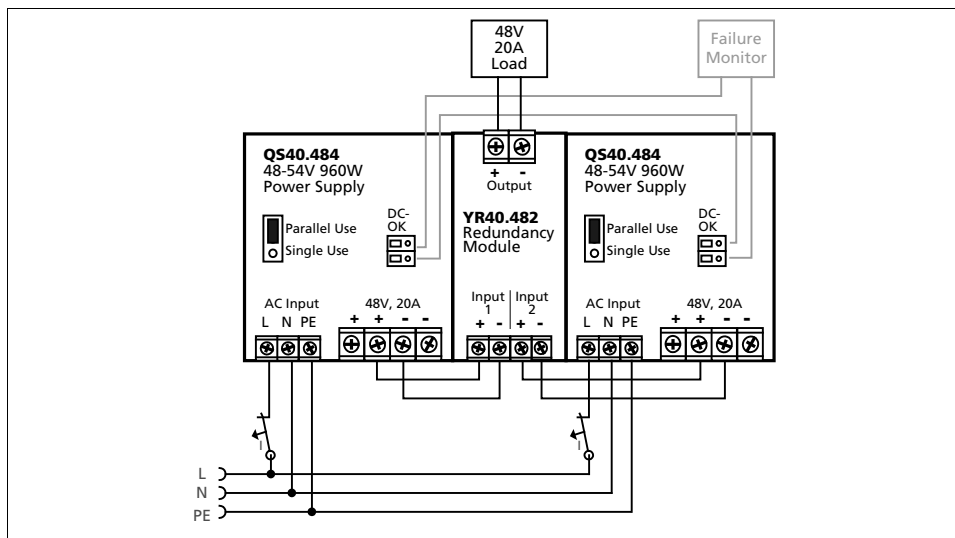 48V
20A
Load
Failure
Monitor
QS40.484
48-54V 960W
Power Supply
Parallel Use
Single Use
DC-
OK
AC Input
L N PE
48V, 20A
+ + - -
+ -
Output
YR40.482
Redundancy
Module
Input
1
Input
2
+ - + -
QS40.484
48-54V 960W
Power Supply
Parallel Use
Single Use
DC-
OK
AC Input
L N PE
48V, 20A
+ + - -
I
I
L
N
PE